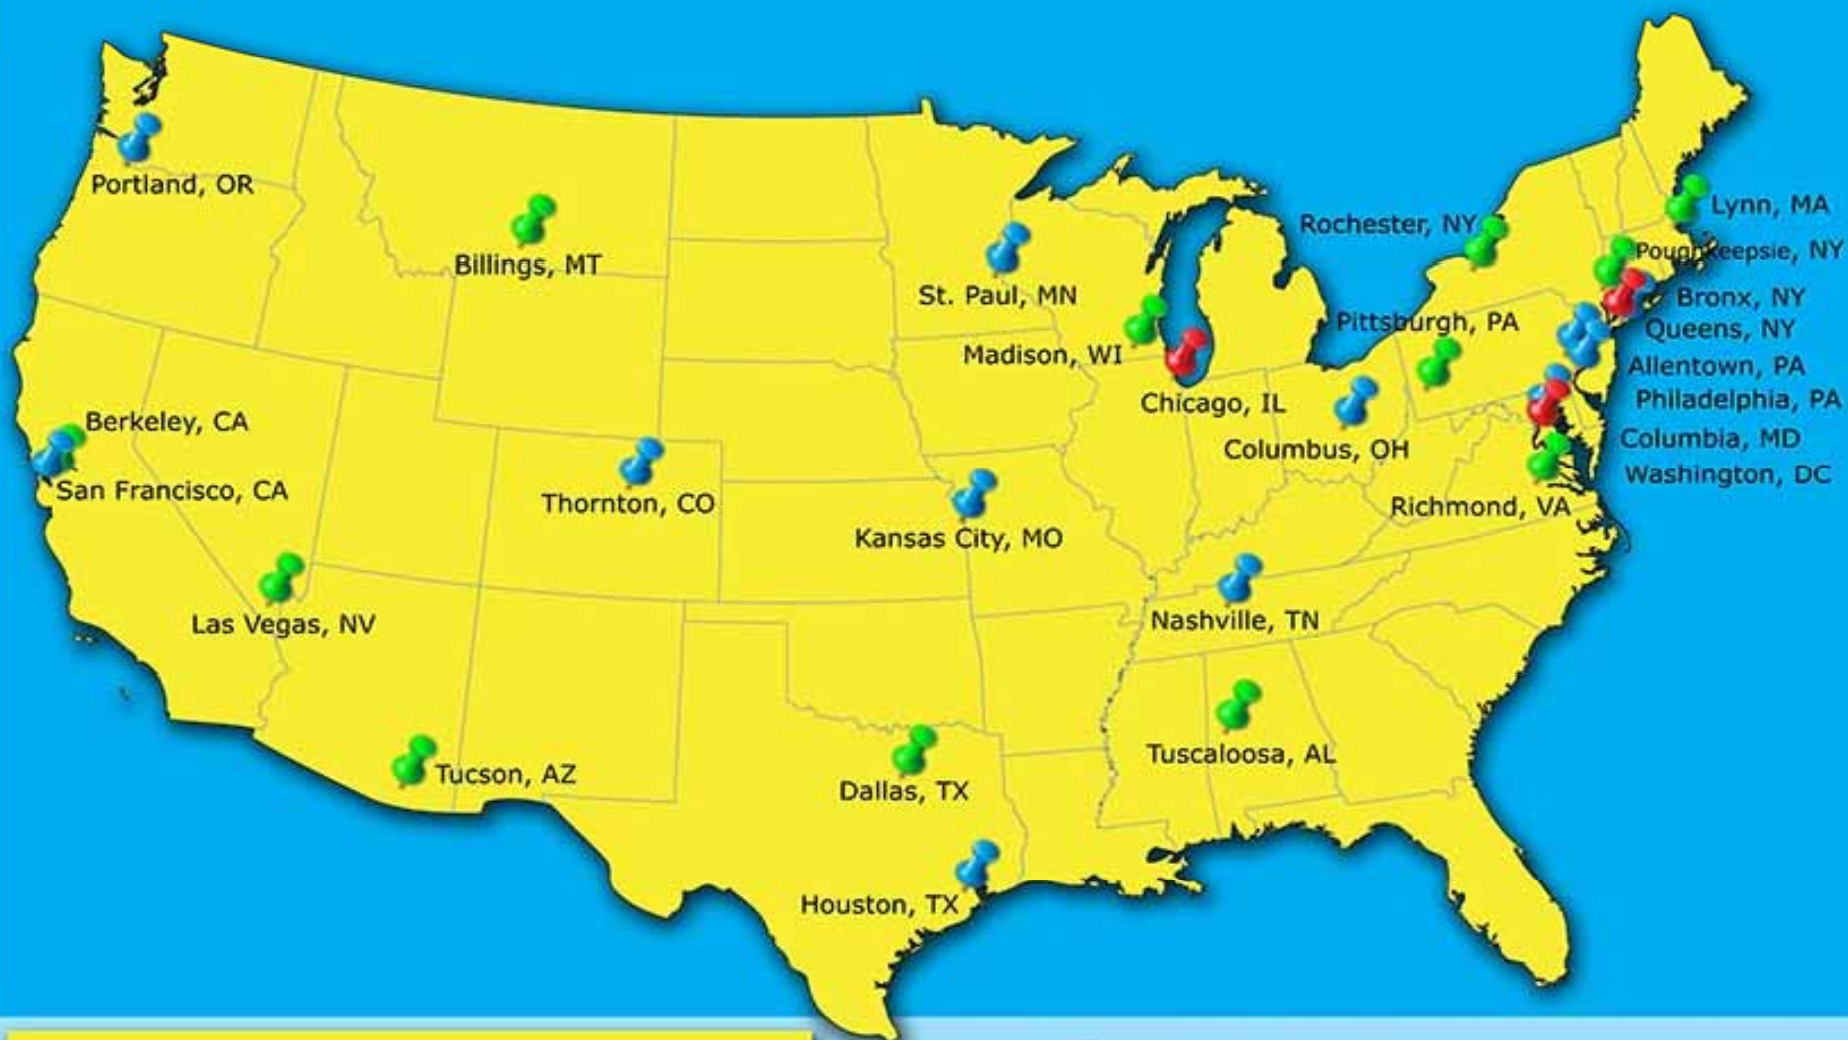 Portland, OR
Billings, MT
St. Paul, MN
Madison, WI
Chicago, IL
Rochester, NY
Lynn, MA
Poughkeepsie, NY
Bronx, NY
Queens, NY
Pittsburgh, PA
Allentown, PA
Philadelphia, PA
Columbia, MD
Washington, DC
Columbus, OH
Richmond, VA
Berkeley, CA
San Francisco, CA
Thornton, CO
Kansas City, MO
Las Vegas, NV
Nashville, TN
Tucson, AZ
Dallas, TX
Tuscaloosa, AL
Houston, TX